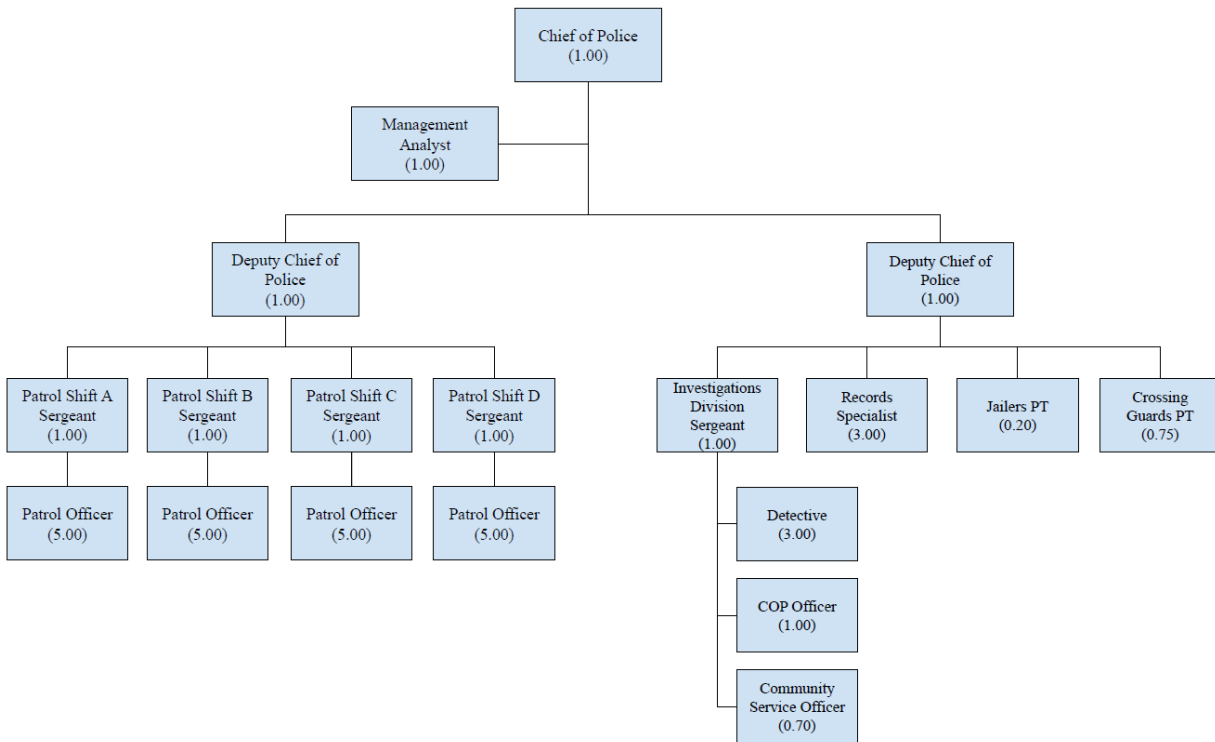 Chief of Police
(1.00)
Management
Analyst
(1.00)
Deputy Chief of
Police
(1.00)
Deputy Chief of
Police
(1.00)
Patrol Shift A
Sergeant
(1.00)
Patrol Shift B
Sergeant
(1.00)
Patrol Shift C
Sergeant
(1.00)
Patrol Shift D
Sergeant
(1.00)
Investigations
Division
Sergeant
(1.00)
Records
Specialist
(3.00)
Jailers PT
(0.20)
Crossing
Guards PT
(0.75)
Patrol Officer
(5.00)
Patrol Officer
(5.00)
Patrol Officer
(5.00)
Patrol Officer
(5.00)
Detective
(3.00)
COP Officer
(1.00)
Community
Service Officer
(0.70)